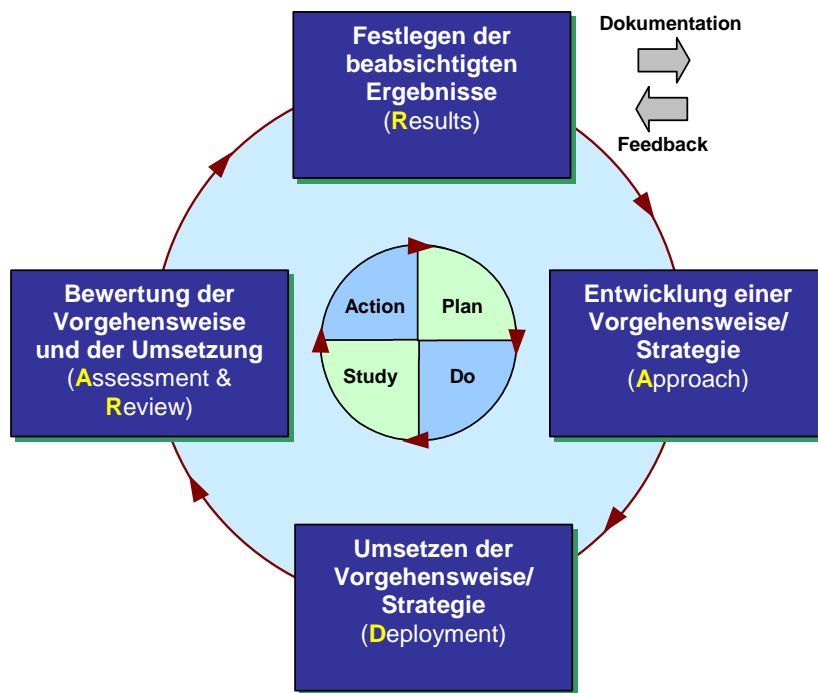 Festlegen der
beabsichtigten
Ergebnisse
(Results)
Dokumentation
Feedback
Bewertung der
Vorgehensweise
und der Umsetzung
(Assessment &
Review)
Action
Plan
Study
Do
Entwicklung einer
Vorgehensweise/
Strategie
(Approach)
Umsetzen der
Vorgehensweise/
Strategie
(Deployment)